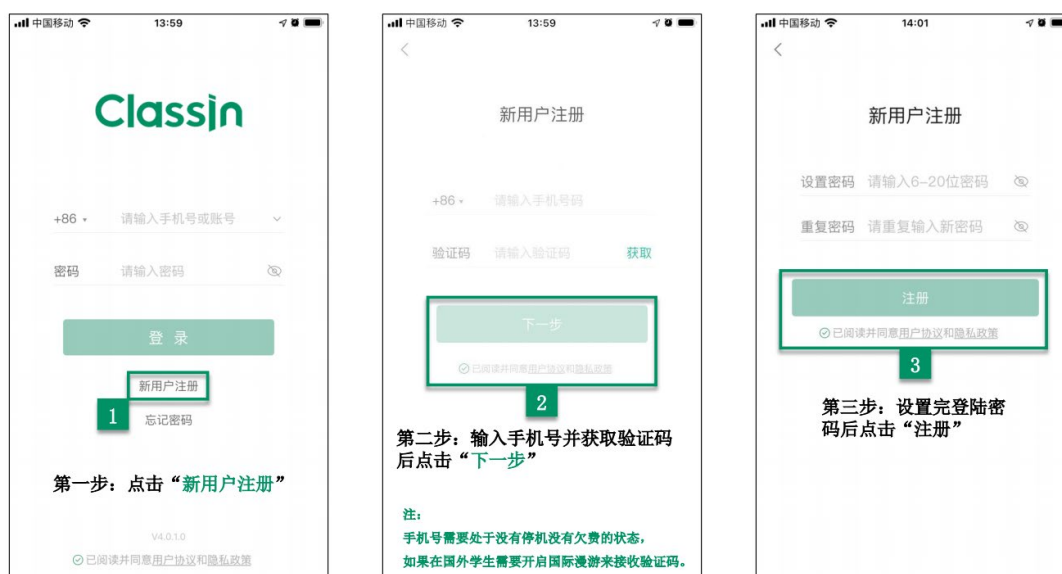 中国移动 13:59
Classin
+86 请输入手机号或账号
密码 请输入密码
登 录
新用户注册
1
忘记密码
第一步：点击“新用户注册”
V4.0.1.0
已阅读并同意用户协议和隐私政策
中国移动 13:59
新用户注册
+86 请输入手机号码
验证码 请输入验证码 获取
下一步
已阅读并同意用户协议和隐私政策
2
第二步：输入手机号并获取验证码
后点击“下一步”
注：
手机号需要处于没有停机没有欠费的状态，
如果在国外学生需要开启国际漫游来接收验证码。
中国移动 14:01
新用户注册
设置密码 请输入6-20位密码
重复密码 请重复输入新密码
注册
已阅读并同意用户协议和隐私政策
3
第三步：设置完登陆密
码后点击“注册”